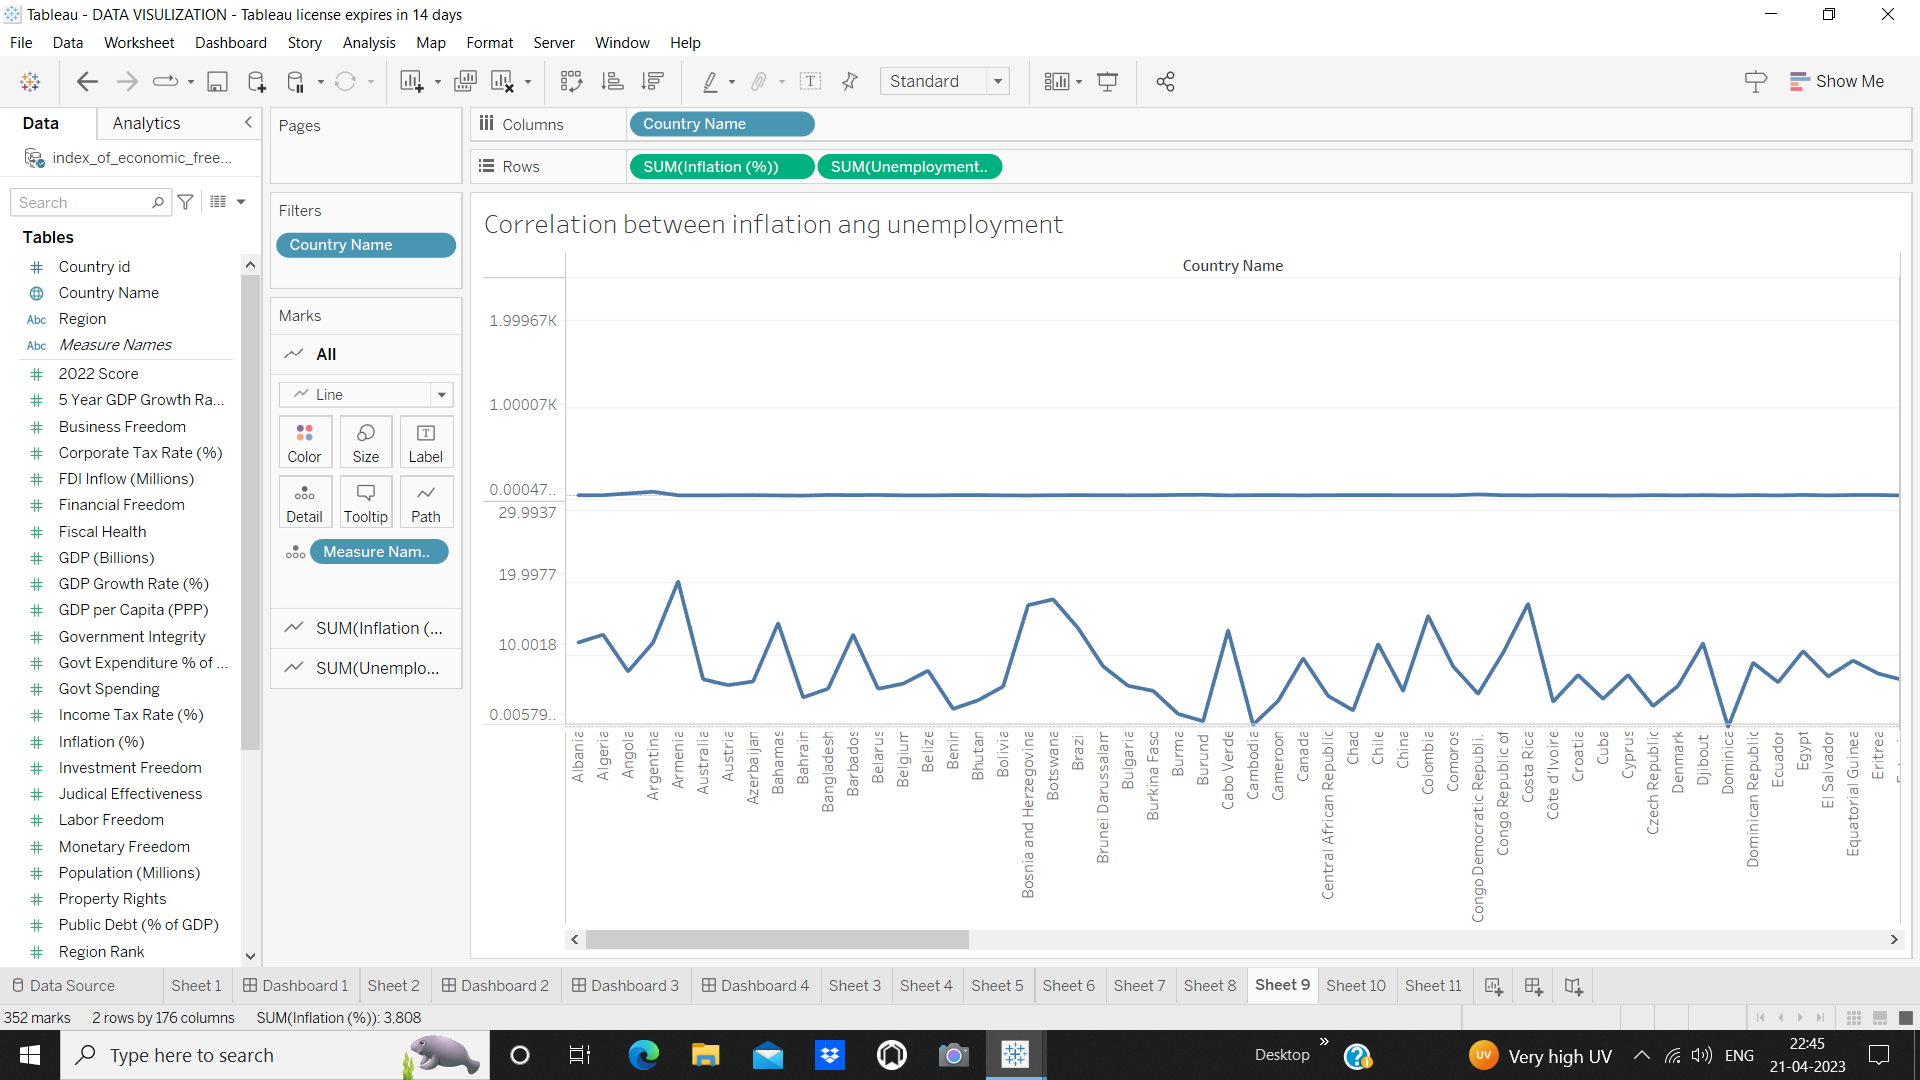 Tableau - DATA VISULIZATION - Tableau license expires in 14 days
File Data Worksheet Dashboard Story Analysis Map Format Server Window Help
Standard
Show Me
Data Analytics
index_of_economic_free...
Search
Tables
Country id
Country Name
Abc Region
Abc Measure Names
2022 Score
5 Year GDP Growth Ra...
Business Freedom
Corporate Tax Rate (%)
FDI Inflow (Millions)
Financial Freedom
Fiscal Health
GDP (Billions)
GDP Growth Rate (%)
GDP per Capita (PPP)
Government Integrity
Govt Expenditure % of ...
Govt Spending
Income Tax Rate (%)
Inflation (%)
Investment Freedom
Judical Effectiveness
Labor Freedom
Monetary Freedom
Population (Millions)
Property Rights
Public Debt (% of GDP)
Region Rank
Pages
Filters
Country Name
Marks
All
Line
Color Size Label
Detail Tooltip Path
Measure Nam..
SUM(Inflation (...
SUM(Unemplo...
Columns Country Name
Rows SUM(Inflation (%)) SUM(Unemployment..
Correlation between inflation ang unemployment
Country Name
1.99967K
1.00007K
0.00047..
29.9937
19.9977
10.0018
0.00579..
Albania
Algeria
Angola
Argentina
Armenia
Australia
Austria
Azerbaijan
Bahamas
Bahrain
Bangladesh
Barbados
Belarus
Belgium
Belize
Benin
Bhutan
Bolivia
Bosnia and Herzegovina
Botswana
Brazil
Brunei Darussalam
Bulgaria
Burkina Faso
Burma
Burund
Cabo Verde
Cambodia
Cameroon
Canada
Central African Republic
Chad
Chile
China
Colombia
Comoros
Congo Democratic Republi..
Congo Republic of
Costa Rica
Côte d'Ivoire
Croatia
Cuba
Cyprus
Czech Republic
Denmark
Djibout
Dominica
Dominican Republic
Ecuador
Egypt
El Salvador
Equatorial Guinea
Eritrea
Data Source Sheet 1 Dashboard 1 Sheet 2 Dashboard 2 Dashboard 3 Dashboard 4 Sheet 3 Sheet 4 Sheet 5 Sheet 6 Sheet 7 Sheet 8 Sheet 9 Sheet 10 Sheet 11
352 marks 2 rows by 176 columns SUM(Inflation (%)): 3,808
Type here to search
Desktop
UV Very high UV
ENG
22:45
21-04-2023